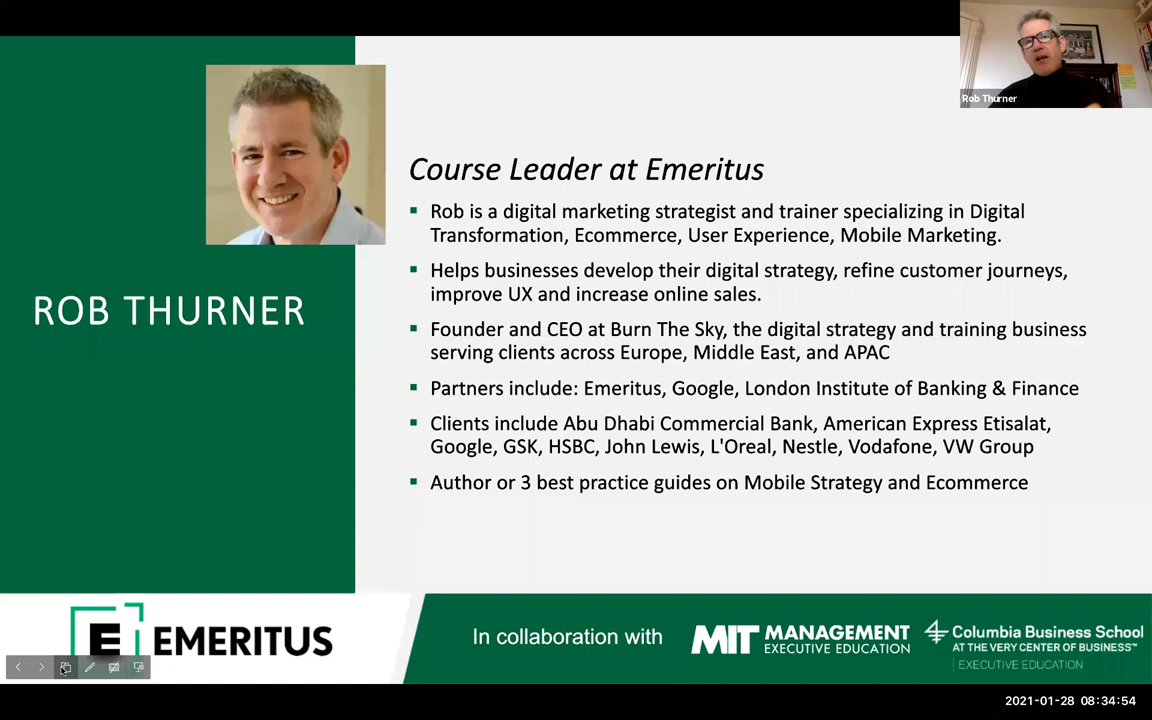 Rob Thurner
ROB THURNER
Course Leader at Emeritus
▪ Rob is a digital marketing strategist and trainer specializing in Digital
Transformation, Ecommerce, User Experience, Mobile Marketing.
▪ Helps businesses develop their digital strategy, refine customer journeys,
improve UX and increase online sales.
▪ Founder and CEO at Burn The Sky, the digital strategy and training business
serving clients across Europe, Middle East, and APAC
▪ Partners include: Emeritus, Google, London Institute of Banking & Finance
▪ Clients include Abu Dhabi Commercial Bank, American Express Etisalat,
Google, GSK, HSBC, John Lewis, L'Oreal, Nestle, Vodafone, VW Group
▪ Author or 3 best practice guides on Mobile Strategy and Ecommerce
E EMERITUS
In collaboration with
MIT MANAGEMENT
EXECUTIVE EDUCATION
Columbia Business School
AT THE VERY CENTER OF BUSINESS™
EXECUTIVE EDUCATION
2021-01-28 08:34:54